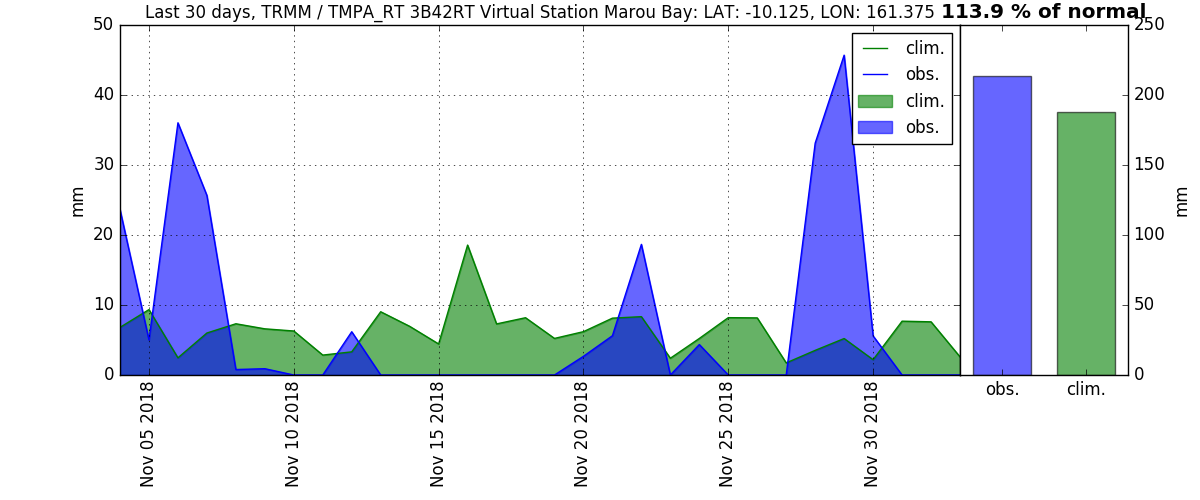 Last 30 days, TRMM / TMPA_RT 3B42RT Virtual Station Marou Bay: LAT: -10.125, LON: 161.375 113.9 % of normal
50
40
30
20
10
0
mm
clim.
obs.
clim.
obs.
Nov 05 2018
Nov 10 2018
Nov 15 2018
Nov 20 2018
Nov 25 2018
Nov 30 2018
250
200
150
100
50
0
mm
obs.
clim.